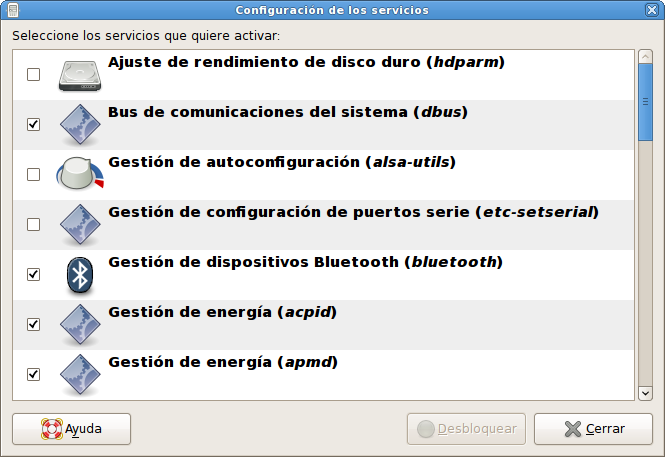 Configuración de los servicios
Seleccione los servicios que quiere activar:
Ajuste de rendimiento de disco duro (hdparm)
Bus de comunicaciones del sistema (dbus)
Gestión de autoconfiguración (alsa-utils)
Gestión de configuración de puertos serie (etc-setserial)
Gestión de dispositivos Bluetooth (bluetooth)
Gestión de energía (acpid)
Gestión de energía (apmd)
Ayuda
Desbloquear
Cerrar